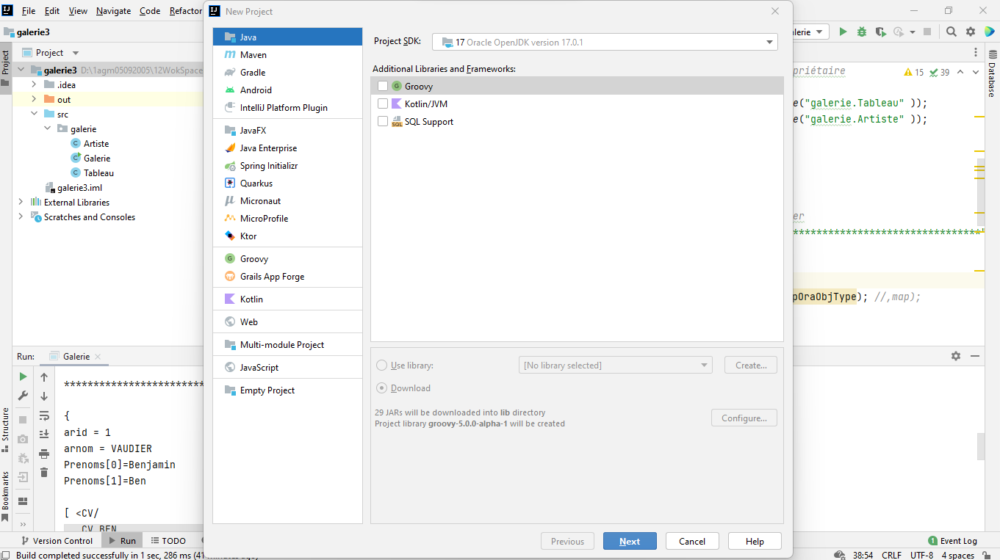 File Edit View Navigate Code Refactor
New Project
galerie3
lerie
Project
Project
galerie3 D:\1agm05092005\12WokSpace
.idea
out
src
galerie
Artiste
Galerie
Tableau
galerie3.iml
External Libraries
Scratches and Consoles
Java
Maven
Gradle
Android
IntelliJ Platform Plugin
JavaFX
Java Enterprise
Spring Initializr
Quarkus
Micronaut
MicroProfile
Ktor
Groovy
Grails App Forge
Kotlin
Web
Multi-module Project
JavaScript
Empty Project
Project SDK: 17 Oracle OpenJDK version 17.0.1
Additional Libraries and Frameworks:
Groovy
Kotlin/JVM
SQL Support
Use library: [No library selected] Create...
Download
29 JARs will be downloaded into lib directory
Project library groovy-5.0.0-alpha-1 will be created
Configure...
Previous Next Cancel Help
priétaire 15 39
e("galerie.Tableau" ));
e("galerie.Artiste" ));
er
********************************"
pOraObjType); //,map);
Database
Run: Galerie
************************
{
arid = 1
arnom = VAUDIER
Prenoms[0]=Benjamin
Prenoms[1]=Ben
[ <CV/
CV BEN
Structure
Bookmarks
Version Control Run TODO
Event Log
Build completed successfully in 1 sec, 286 ms (41 minutes ago)
38:54 CRLF UTF-8 4 spaces